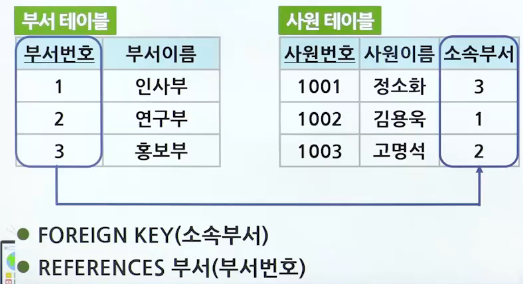 부서 테이블
부서번호 부서이름
1 인사부
2 연구부
3 홍보부
사원 테이블
사원번호 사원이름 소속부서
1001 정소화 3
1002 김용욱 1
1003 고명석 2
FOREIGN KEY(소속부서)
REFERENCES 부서(부서번호)